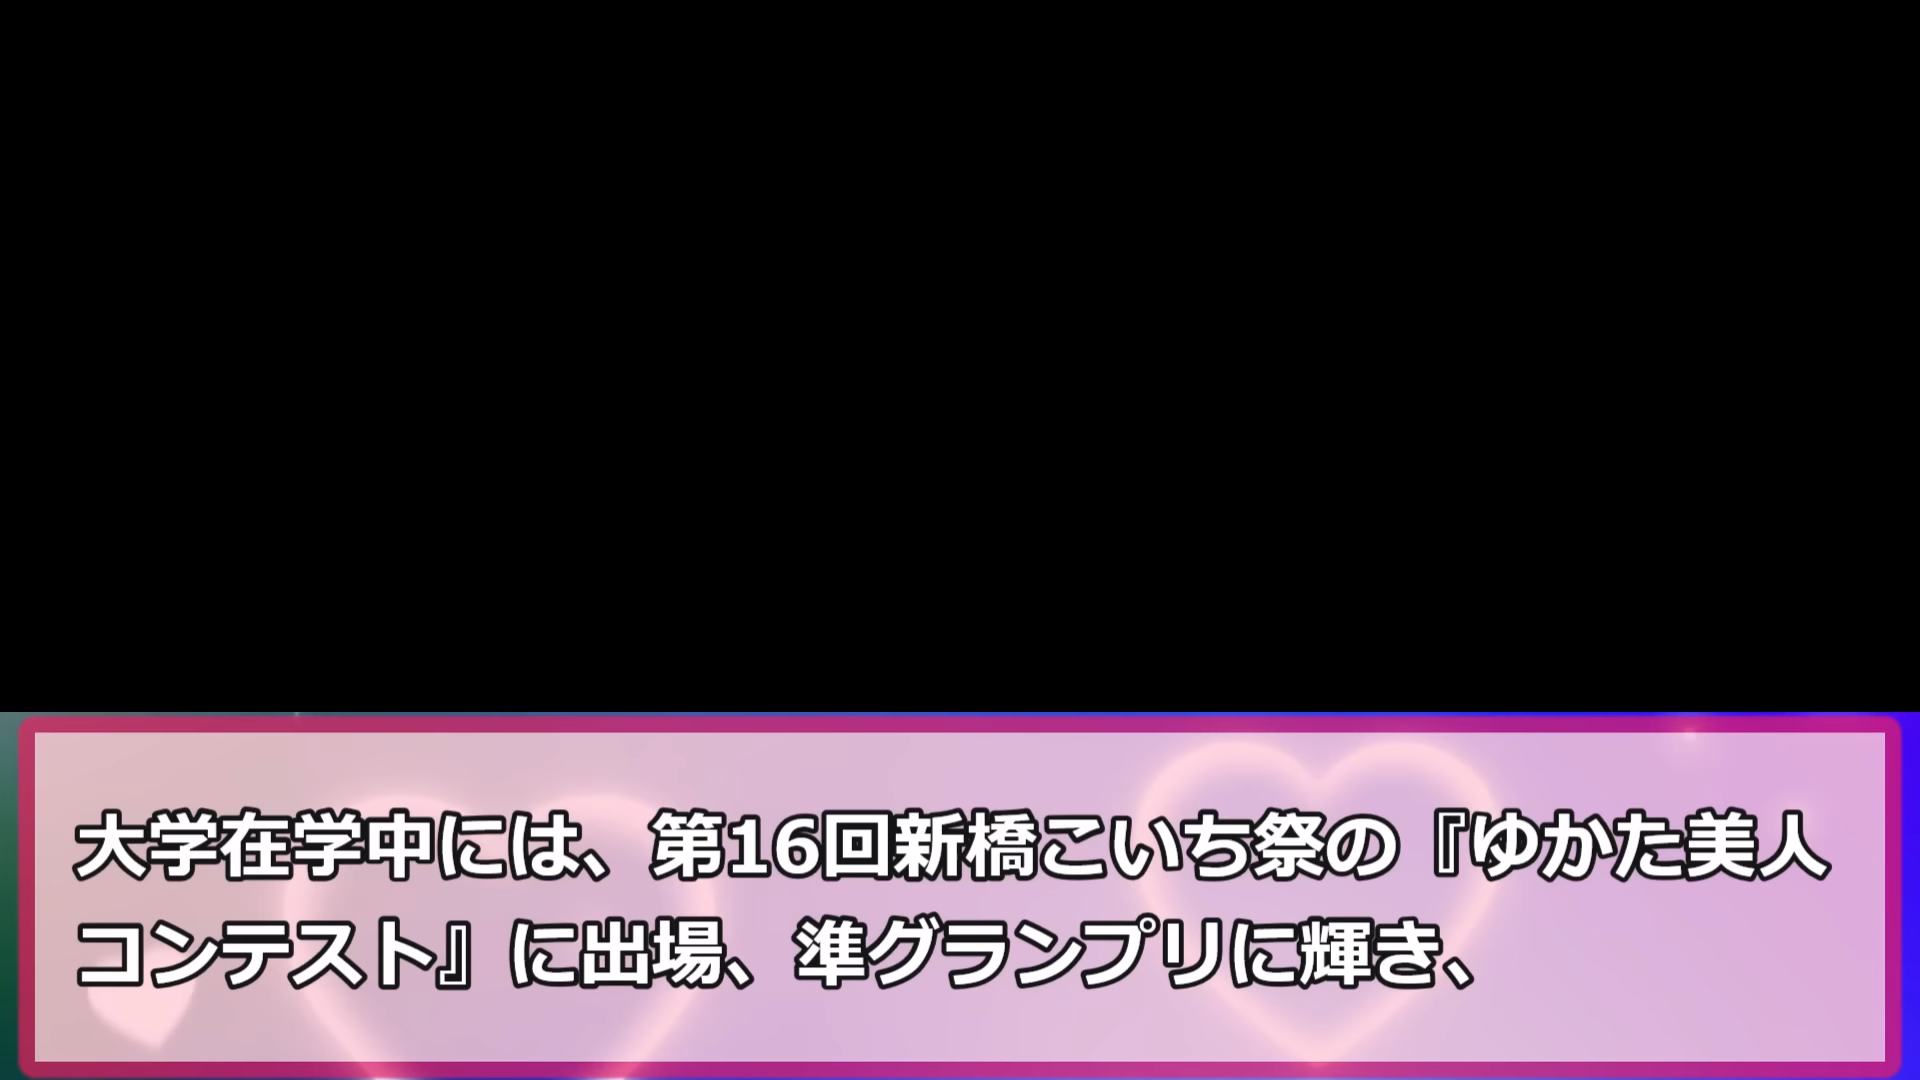 大学在学中には、第16回新橋こいち祭の『ゆかた美人
コンテスト』に出場、準グランプリに輝き、